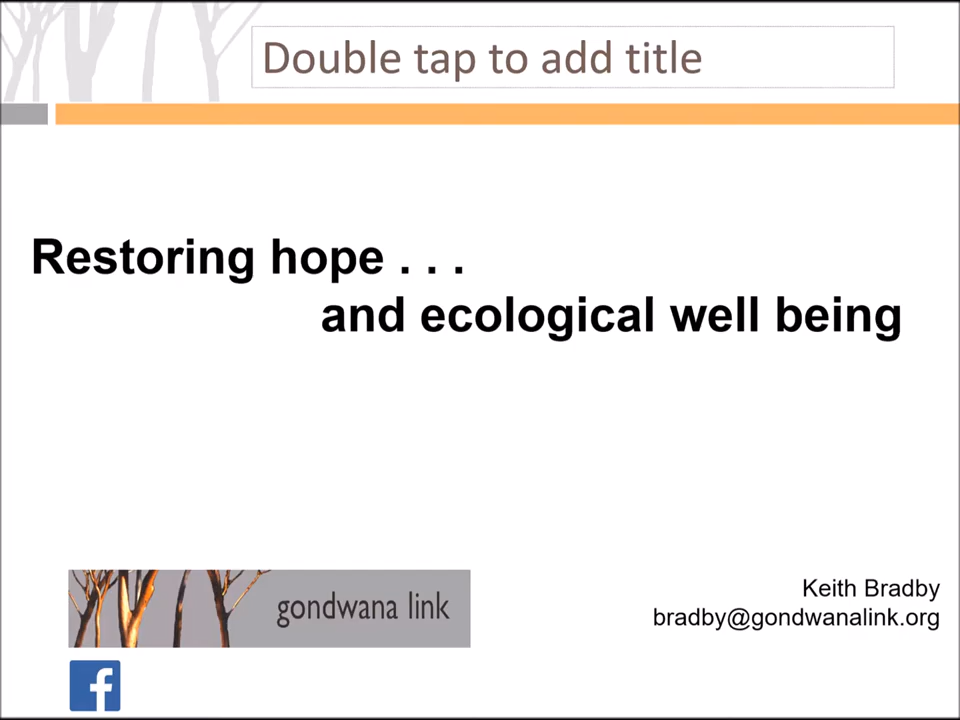 Double tap to add title
Restoring hope . . .
and ecological well being
gondwana link
Keith Bradby
bradby@gondwanalink.org
f